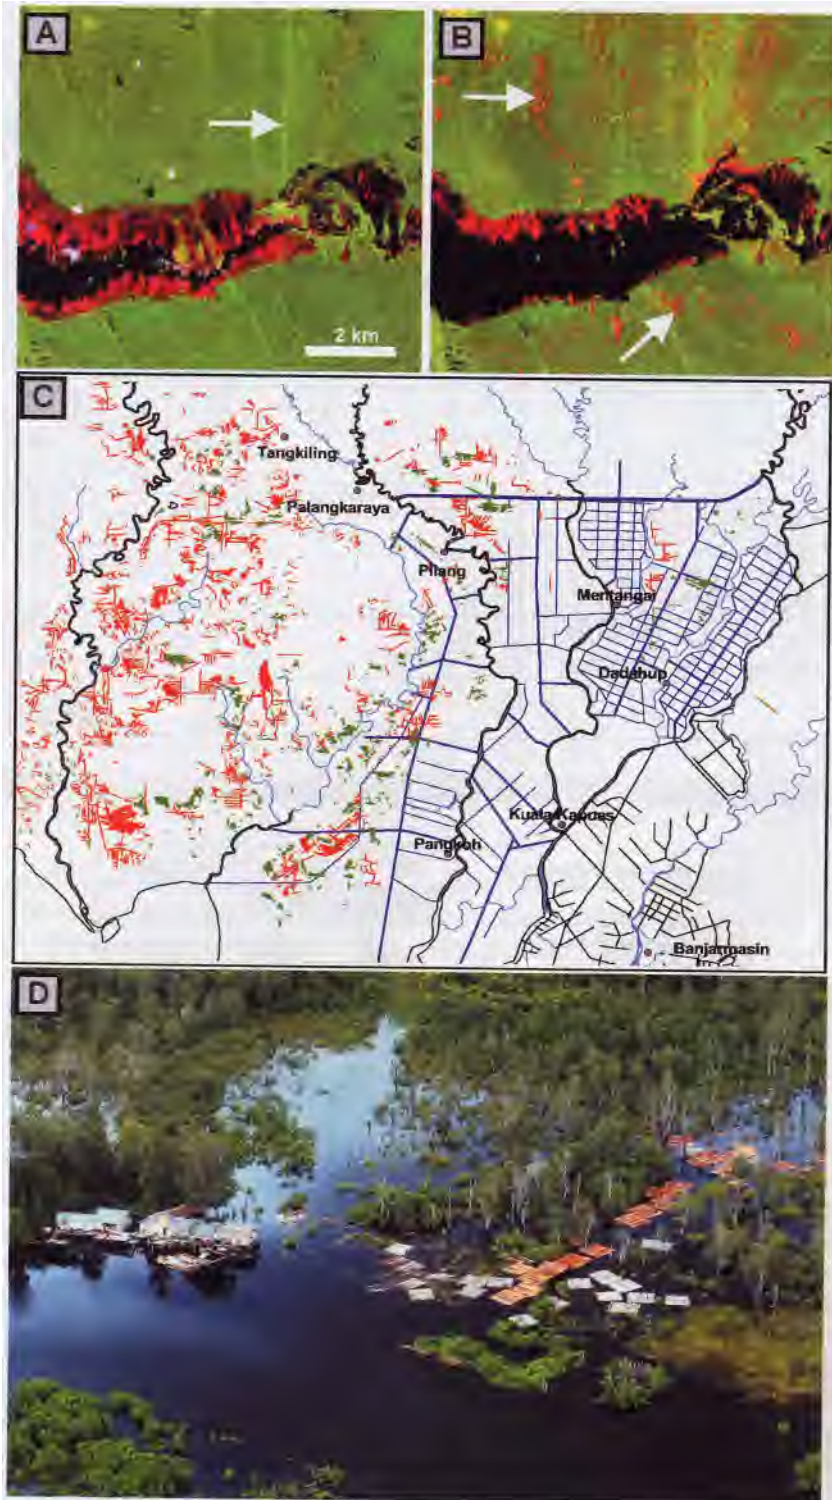 A
B
2 km
C
Tangkiling
Palangkaraya
Pilang
Mentangai
Dadahup
Kuala Kapuas
Pangkoh
Banjarmasin
D